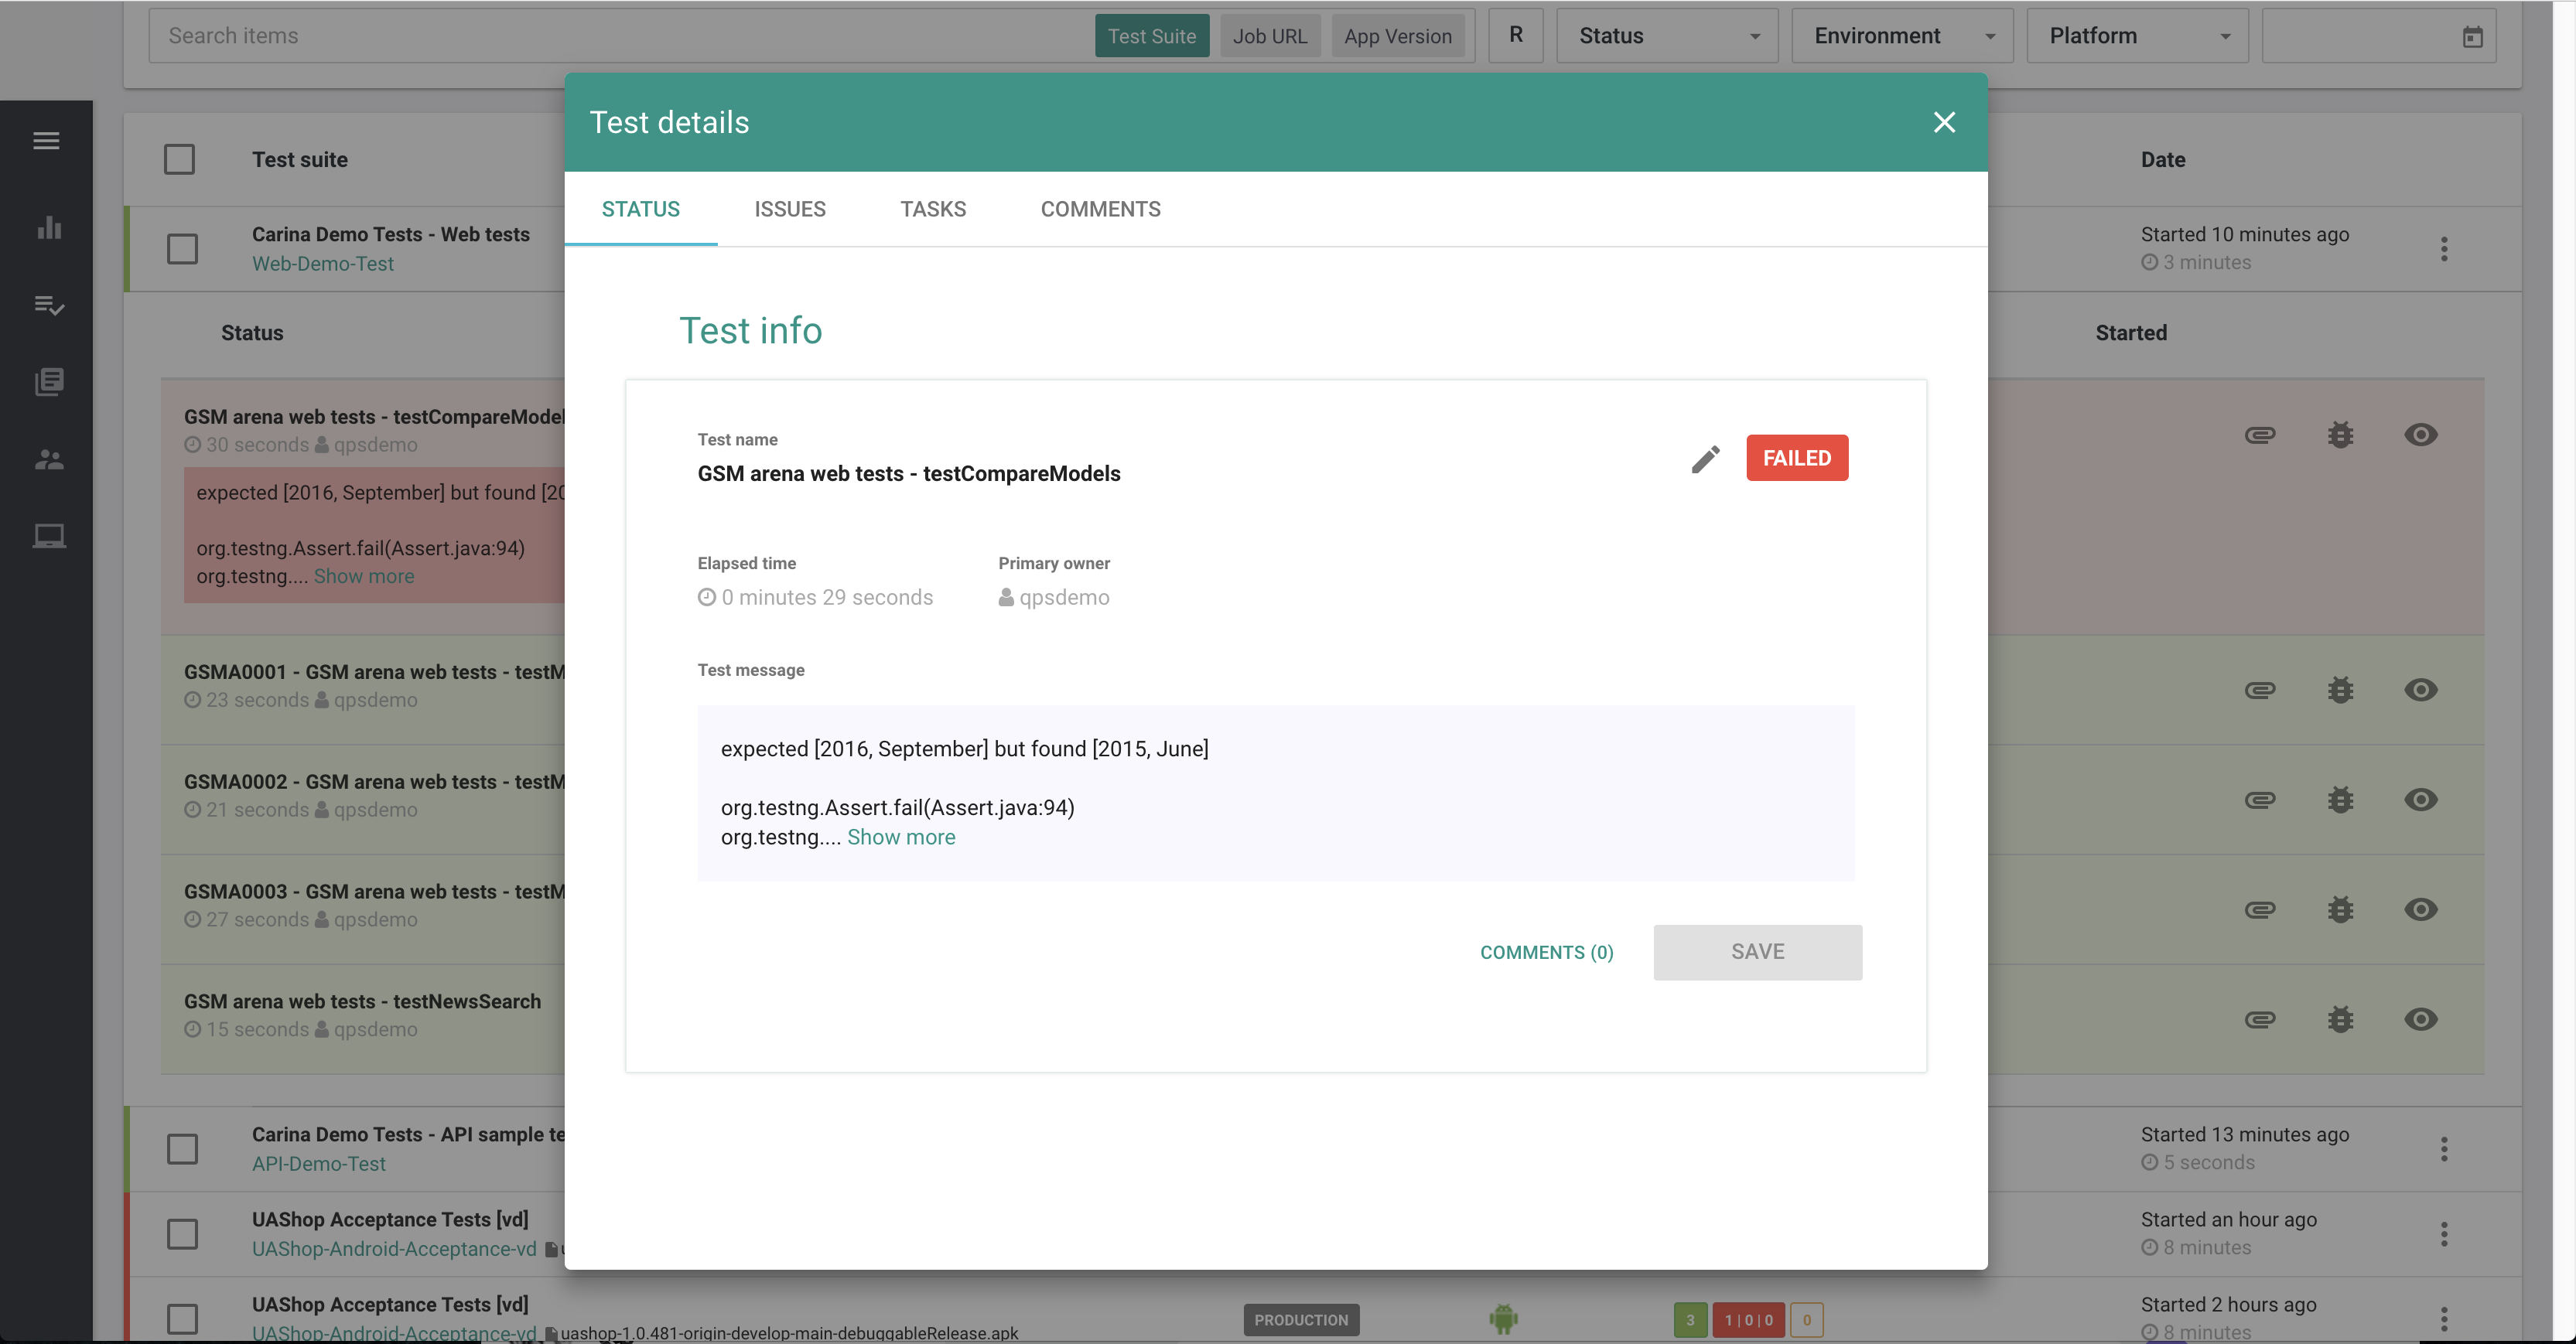 Search items
Test Suite
Job URL
App Version
R
Status
Environment
Platform
Test details
Test suite
Date
STATUS
ISSUES
TASKS
COMMENTS
Carina Demo Tests - Web tests
Web-Demo-Test
Started 10 minutes ago
3 minutes
Status
Started
Test info
GSM arena web tests - testCompareModel
30 seconds qpsdemo
expected [2016, September] but found [20
org.testng.Assert.fail(Assert.java:94)
org.testng.... Show more
Test name
GSM arena web tests - testCompareModels
FAILED
Elapsed time
0 minutes 29 seconds
Primary owner
qpsdemo
Test message
expected [2016, September] but found [2015, June]
org.testng.Assert.fail(Assert.java:94)
org.testng.... Show more
COMMENTS (0)
SAVE
GSMA0001 - GSM arena web tests - testM
23 seconds qpsdemo
GSMA0002 - GSM arena web tests - testM
21 seconds qpsdemo
GSMA0003 - GSM arena web tests - testM
27 seconds qpsdemo
GSM arena web tests - testNewsSearch
15 seconds qpsdemo
Carina Demo Tests - API sample te
API-Demo-Test
Started 13 minutes ago
5 seconds
UAShop Acceptance Tests [vd]
UAShop-Android-Acceptance-vd
Started an hour ago
8 minutes
UAShop Acceptance Tests [vd]
UAShop-Android-Acceptance-vd uashop-1.0.481-origin-develop-main-debuggableRelease.apk
PRODUCTION
3
1 | 0 | 0
0
Started 2 hours ago
8 minutes